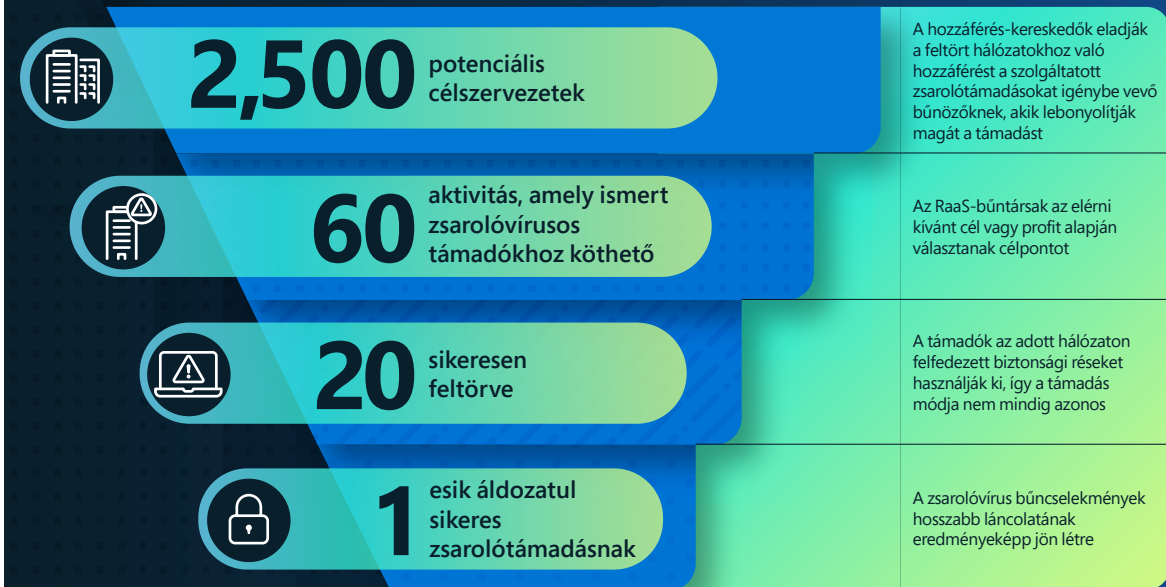 2,500
potenciális
célszervezetek
A hozzáférés-kereskedők eladják
a feltört hálózatokhoz való
hozzáférést a szolgáltatott
zsarolótámadásokat igénybe vevő
bűnözőknek, akik lebonyolítják
magát a támadást
60
aktivitás, amely ismert
zsarolóvírusos
támadókhoz köthető
Az RaaS-bűntársak az elérni
kívánt cél vagy profit alapján
választanak célpontot
20
sikeresen
feltörve
A támadók az adott hálózaton
felfedezett biztonsági réseket
használják ki, így a támadás
módja nem mindig azonos
1
esik áldozatul
sikeres
zsarolótámadásnak
A zsarolóvírus bűncselekmények
hosszabb láncolatának
eredményeképp jön létre